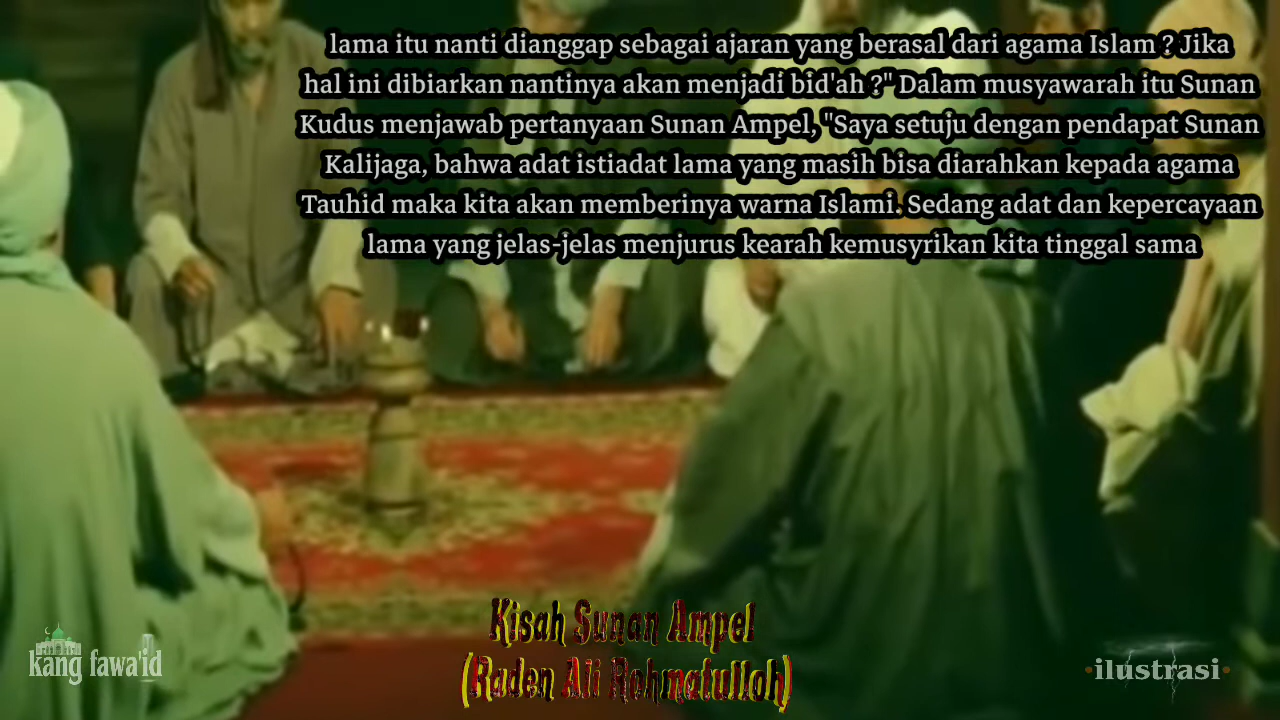 lama itu nanti dianggap sebagai ajaran yang berasal dari agama Islam ? Jika
hal ini dibiarkan nantinya akan menjadi bid'ah ?" Dalam musyawarah itu Sunan
Kudus menjawab pertanyaan Sunan Ampel, "Saya setuju dengan pendapat Sunan
Kalijaga, bahwa adat istiadat lama yang masih bisa diarahkan kepada agama
Tauhid maka kita akan memberinya warna Islami. Sedang adat dan kepercayaan
lama yang jelas-jelas menjurus kearah kemusyrikan kita tinggal sama
Kisah Sunan Ampel
(Raden Ali Rohmatulloh)
kang fawa'id
•ilustrasi•